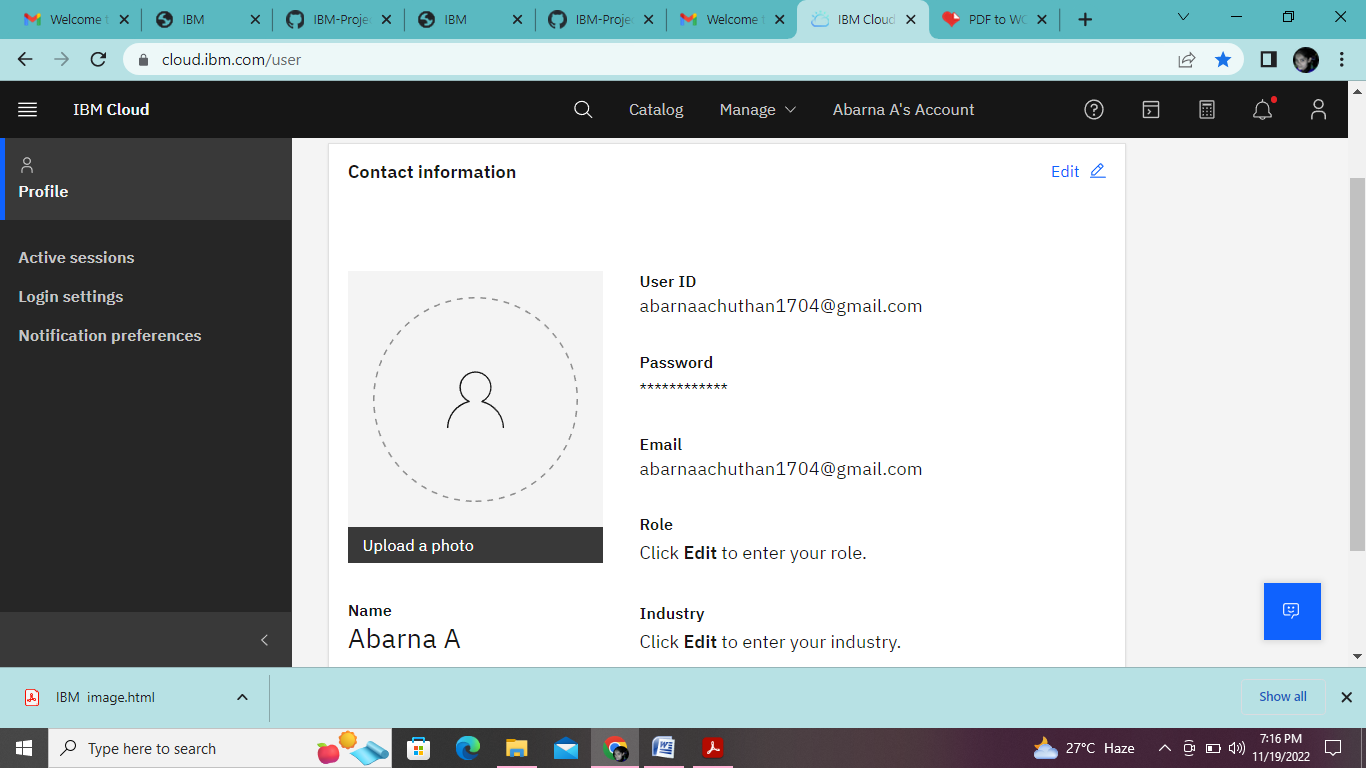 Welcome t
IBM
IBM-Projec
IBM
IBM-Projec
Welcome t
IBM Cloud
PDF to WO
cloud.ibm.com/user
IBM Cloud
Catalog
Manage
Abarna A's Account
Profile
Active sessions
Login settings
Notification preferences
Contact information
Edit
Upload a photo
Name
Abarna A
User ID
abarnaachuthan1704@gmail.com
Password
************
Email
abarnaachuthan1704@gmail.com
Role
Click Edit to enter your role.
Industry
Click Edit to enter your industry.
IBM image.html
Show all
Type here to search
27°C Haze
7:16 PM
11/19/2022